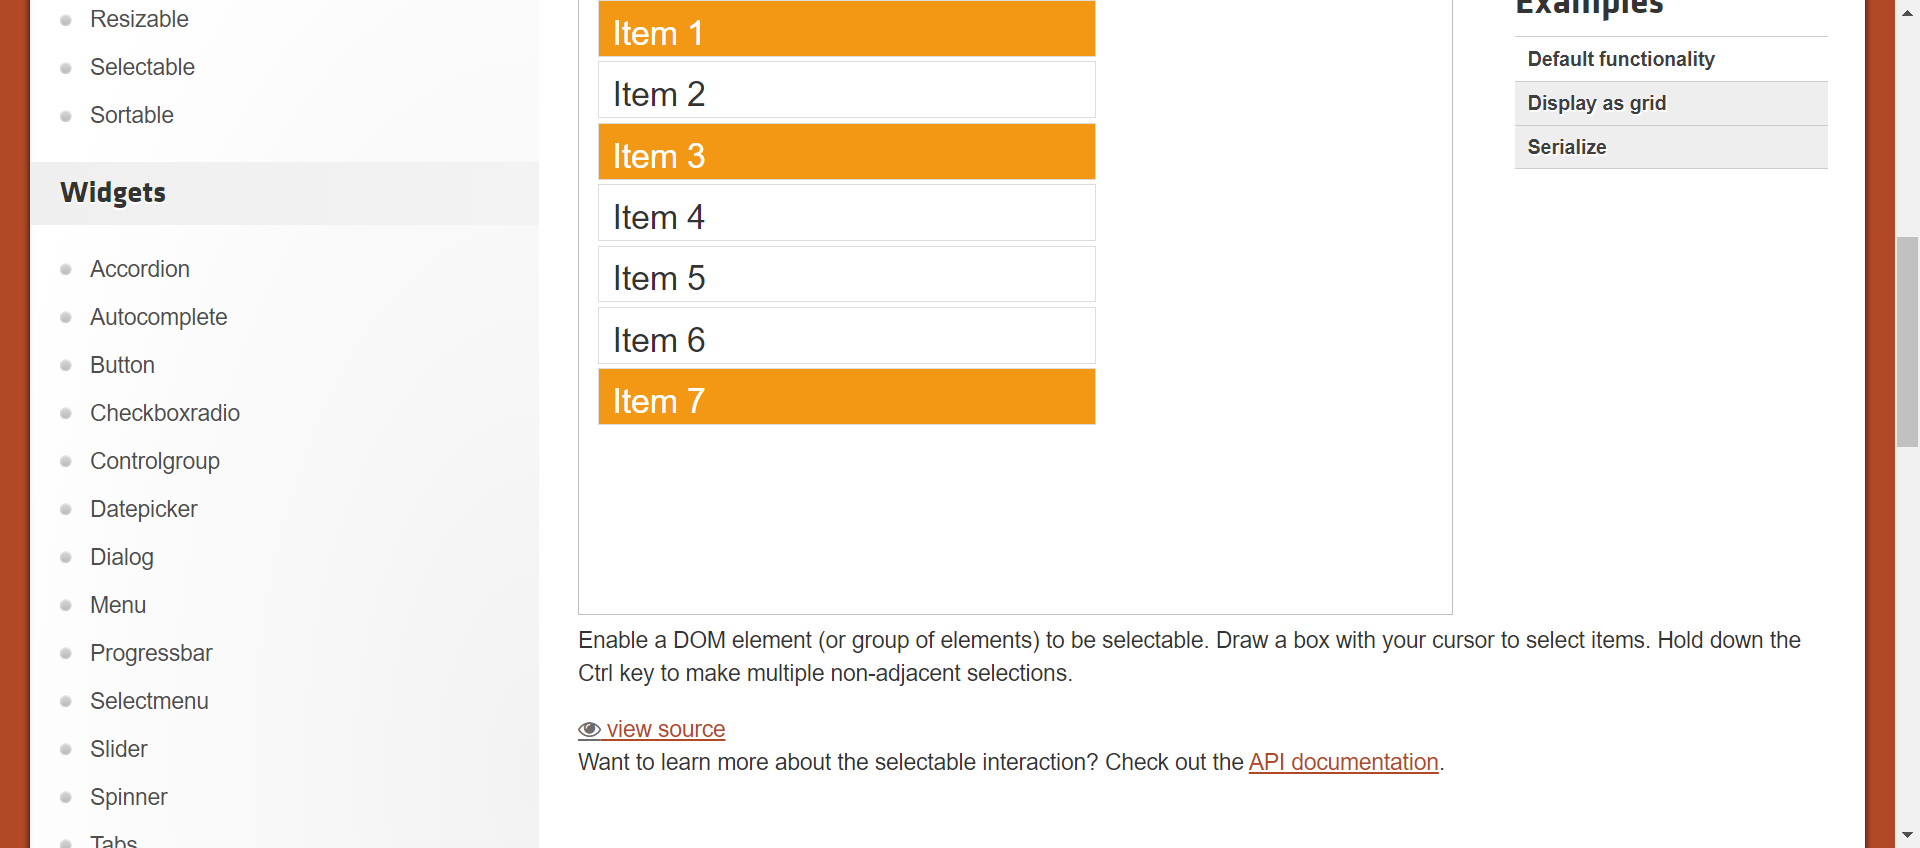 Resizable
Selectable
Sortable
Widgets
Accordion
Autocomplete
Button
Checkboxradio
Controlgroup
Datepicker
Dialog
Menu
Progressbar
Selectmenu
Slider
Spinner
Tabs
Item 1
Item 2
Item 3
Item 4
Item 5
Item 6
Item 7
Enable a DOM element (or group of elements) to be selectable. Draw a box with your cursor to select items. Hold down the
Ctrl key to make multiple non-adjacent selections.
view source
Want to learn more about the selectable interaction? Check out the API documentation.
Examples
Default functionality
Display as grid
Serialize